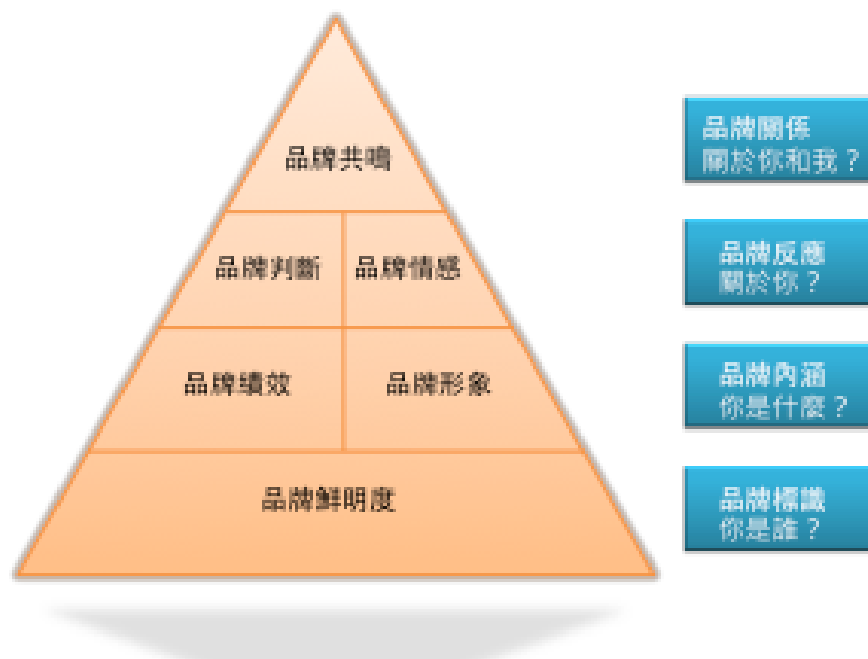 品牌共鳴
品牌關係
關於你和我？
品牌判斷
品牌情感
品牌反應
關於你？
品牌績效
品牌形象
品牌內涵
你是什麼？
品牌鮮明度
品牌標識
你是誰？